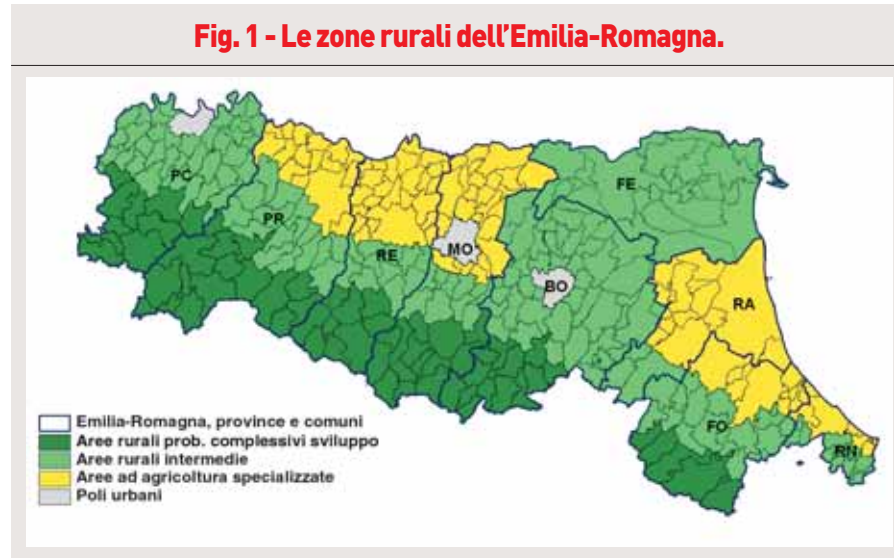 Fig. 1 - Le zone rurali dell'Emilia-Romagna.
PC
FE
PR
RE
MO
BO
RA
FO
RN
Emilia-Romagna, province e comuni
Aree rurali prob. complessivi sviluppo
Aree rurali intermedie
Aree ad agricoltura specializzate
Poli urbani